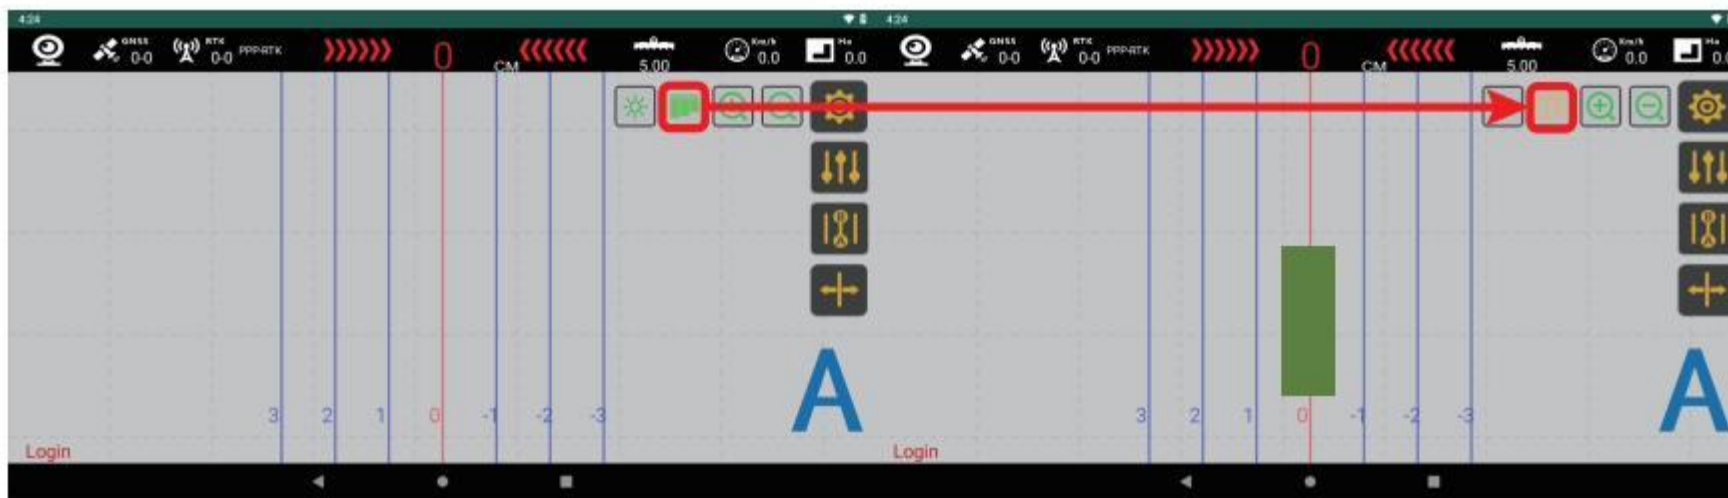 4:24
GNSS 0-0 RTK 0-0 PPP-RTK 0 CM 5.00 Km/h 0.0 Ha 0.0
3 2 1 0 -1 -2 -3
A
Login
4:24
GNSS 0-0 RTK 0-0 PPP-RTK 0 CM 5.00 Km/h 0.0 Ha
3 2 1 0 -1 -2 -3
A
Login